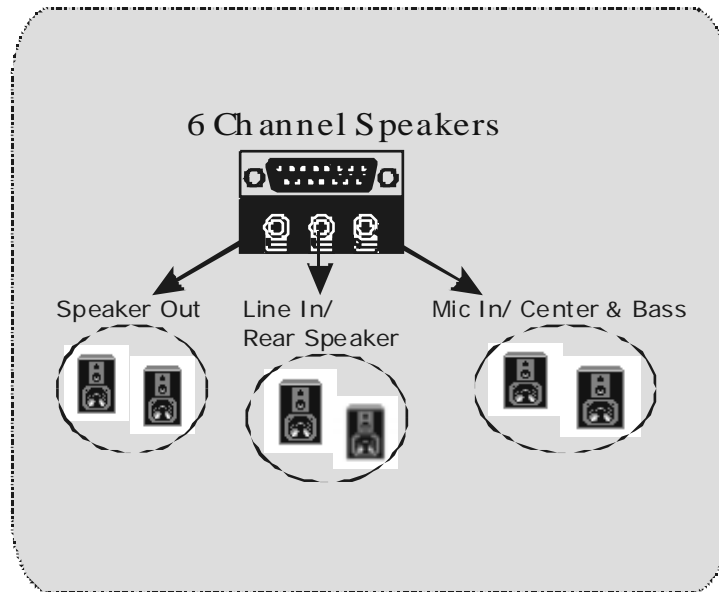 6 Channel Speakers
Speaker Out
Line In/
Rear Speaker
Mic In/ Center & Bass